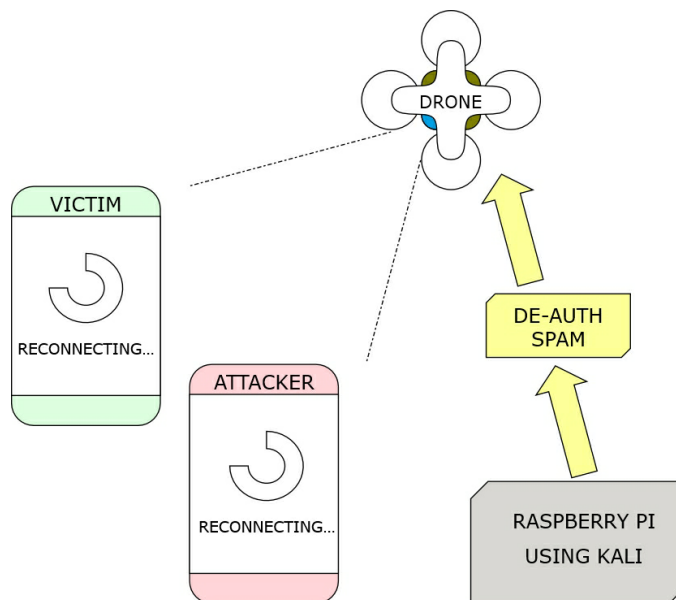 DRONE
VICTIM
RECONNECTING...
ATTACKER
RECONNECTING...
DE-AUTH
SPAM
RASPBERRY PI
USING KALI